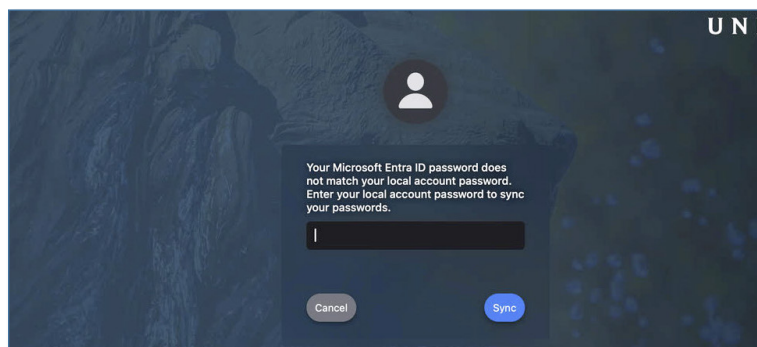 U N
Your Microsoft Entra ID password does
not match your local account password.
Enter your local account password to sync
your passwords.
Cancel
Sync